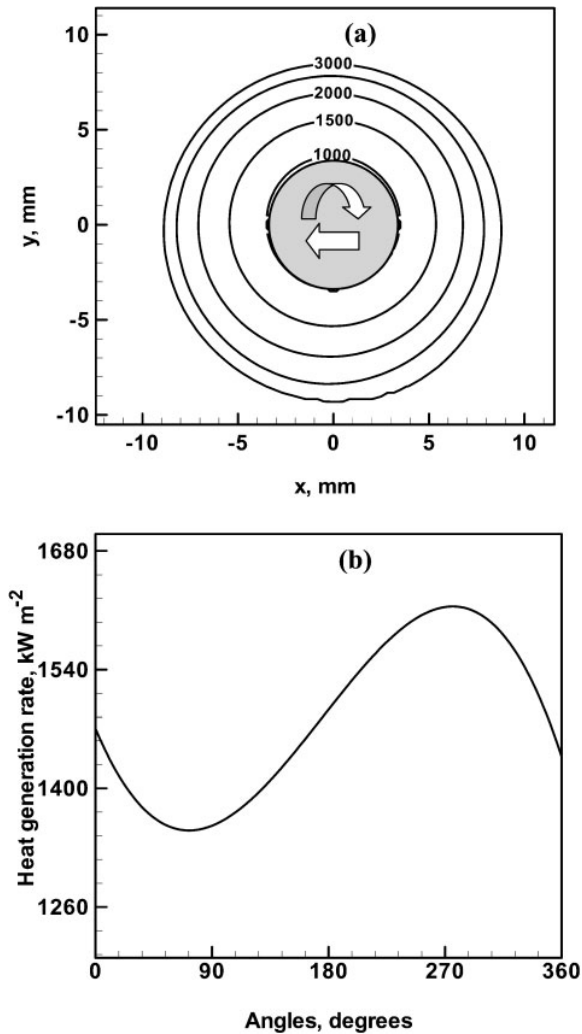 (a)
10
5
0
-5
-10
y, mm
3000
2000
1500
1000
-10 -5 0 5 10
x, mm
(b)
1680
1540
1400
1260
Heat generation rate, kW m-2
0 90 180 270 360
Angles, degrees